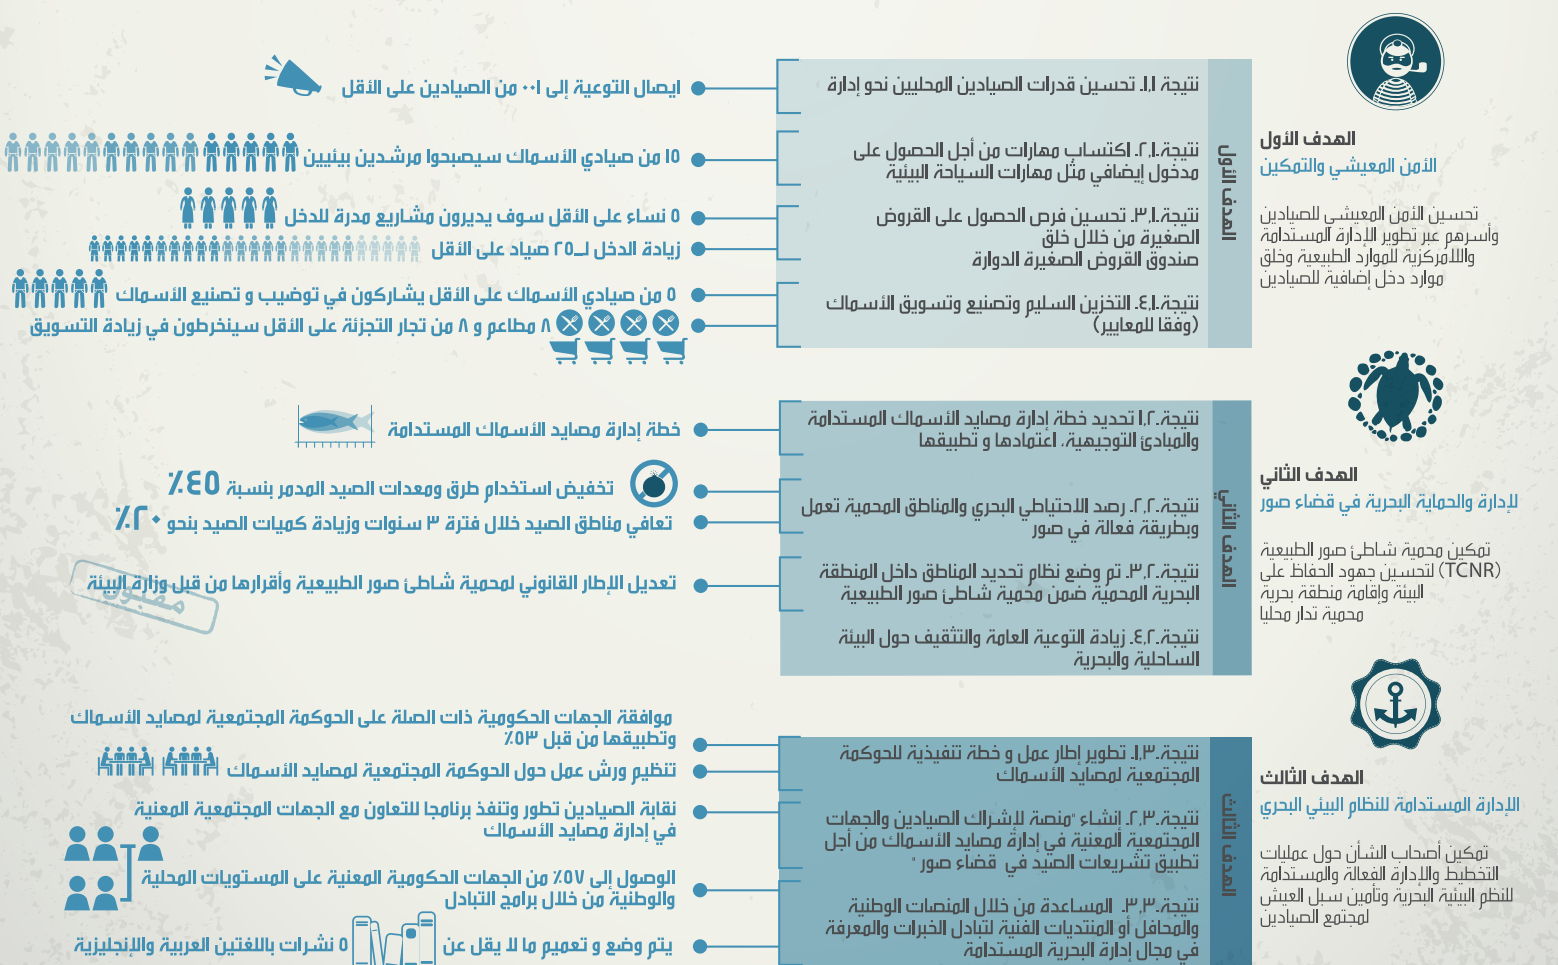 الهدف الأول
الأمن المعيشي والتمكين
تحسين الأمن المعيشي للصيادين
وأسرهم عبر تطوير الإدارة المستدامة
واللامركزية للموارد الطبيعية وخلق
موارد دخل إضافية للصيادين
الهدف الأول
نتيجة ١,١. تحسين قدرات الصيادين المحليين نحو إدارة
نتيجة.٢,١. اكتساب مهارات من أجل الحصول على
مدخول إيضافي مثل مهارات السياحة البيئية
نتيجة.٣,١. تحسين فرص الحصول على القروض
الصغيرة من خلال خلق
صندوق القروض الصغيرة الدوارة
نتيجة.٤,١. التخزين السليم وتصنيع وتسويق الأسماك
(وفقا للمعايير)
ايصال التوعية إلى ١٠٠ من الصيادين على الأقل
١٥ من صيادي الأسماك سيصبحوا مرشدين بيئيين
٥ نساء على الأقل سوف يديرون مشاريع مدرة للدخل
زيادة الدخل لــ٢٥ صياد على الأقل
٥ من صيادي الأسماك على الأقل يشاركون في توضيب و تصنيع الأسماك
٨ مطاعم و ٨ من تجار التجزئة على الأقل سينخرطون في زيادة التسويق
الهدف الثاني
للإدارة والحماية البحرية في قضاء صور
تمكين محمية شاطئ صور الطبيعية
(TCNR) لتحسين جهود الحفاظ على
البيئة وإقامة منطقة بحرية
محمية تدار محليا
الهدف الثاني
نتيجة.١,٢ تحديد خطة إدارة مصايد الأسماك المستدامة
والمبادئ التوجيهية، اعتمادها و تطبيقها
نتيجة.٢,٢. رصد الاحتياطي البحري والمناطق المحمية تعمل
وبطريقة فعالة في صور
نتيجة.٣,٢. تم وضع نظام تحديد المناطق داخل المنطقة
البحرية المحمية ضمن محمية شاطئ صور الطبيعية
نتيجة.٤,٢. زيادة التوعية العامة والتثقيف حول البيئة
الساحلية والبحرية
خطة إدارة مصايد الأسماك المستدامة
تخفيض استخدام طرق ومعدات الصيد المدمر بنسبة ٤٥٪
تعافي مناطق الصيد خلال فترة ٣ سنوات وزيادة كميات الصيد بنحو ٢٠٪
تعديل الإطار القانوني لمحمية شاطئ صور الطبيعية وأقرارها من قبل وزارة البيئة
مقبول
الهدف الثالث
الإدارة المستدامة للنظام البيئي البحري
تمكين أصحاب الشأن حول عمليات
التخطيط والإدارة الفعالة والمستدامة
للنظم البيئية البحرية وتأمين سبل العيش
لمجتمع الصيادين
الهدف الثالث
نتيجة.١,٣. تطوير إطار عمل و خطة تنفيذية للحوكمة
المجتمعية لمصايد الأسماك
نتيجة.٢,٣. إنشاء "منصة لإشراك الصيادين والجهات
المجتمعية المعنية في إدارة مصايد الأسماك من أجل
تطبيق تشريعات الصيد في قضاء صور "
نتيجة.٣,٣. المساعدة من خلال المنصات الوطنية
والمحافل أو المنتديات الفنية لتبادل الخبرات والمعرفة
في مجال إدارة البحرية المستدامة
موافقة الجهات الحكومية ذات الصلة على الحوكمة المجتمعية لمصايد الأسماك
وتطبيقها من قبل ٥٣٪
تنظيم ورش عمل حول الحوكمة المجتمعية لمصايد الأسماك
نقابة الصيادين تطور وتنفذ برنامجا للتعاون مع الجهات المجتمعية المعنية
في إدارة مصايد الأسماك
الوصول إلى ٥٧٪ من الجهات الحكومية المعنية على المستويات المحلية
والوطنية من خلال برامج التبادل
يتم وضع و تعميم ما لا يقل عن ٥ نشرات باللغتين العربية والإنجليزية